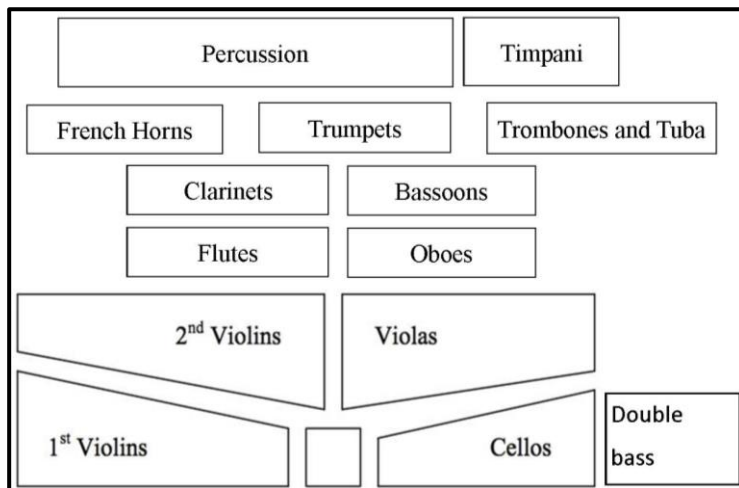 Percussion Timpani
French Horns Trumpets Trombones and Tuba
Clarinets Bassoons
Flutes Oboes
2nd Violins Violas
1st Violins Cellos Double
bass